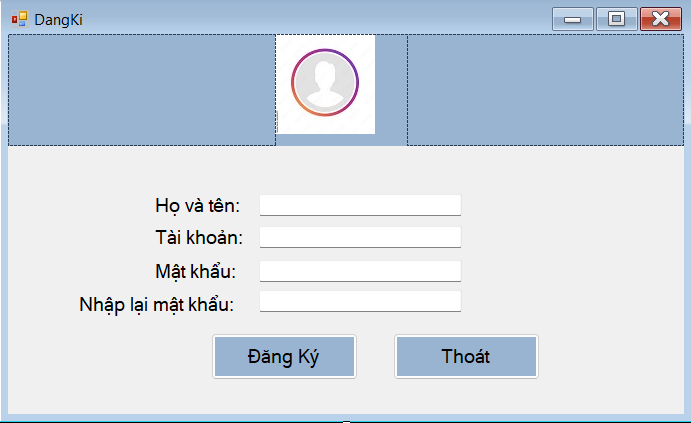 DangKi
Họ và tên:
Tài khoản:
Mật khẩu:
Nhập lại mật khẩu:
Đăng Ký Thoát